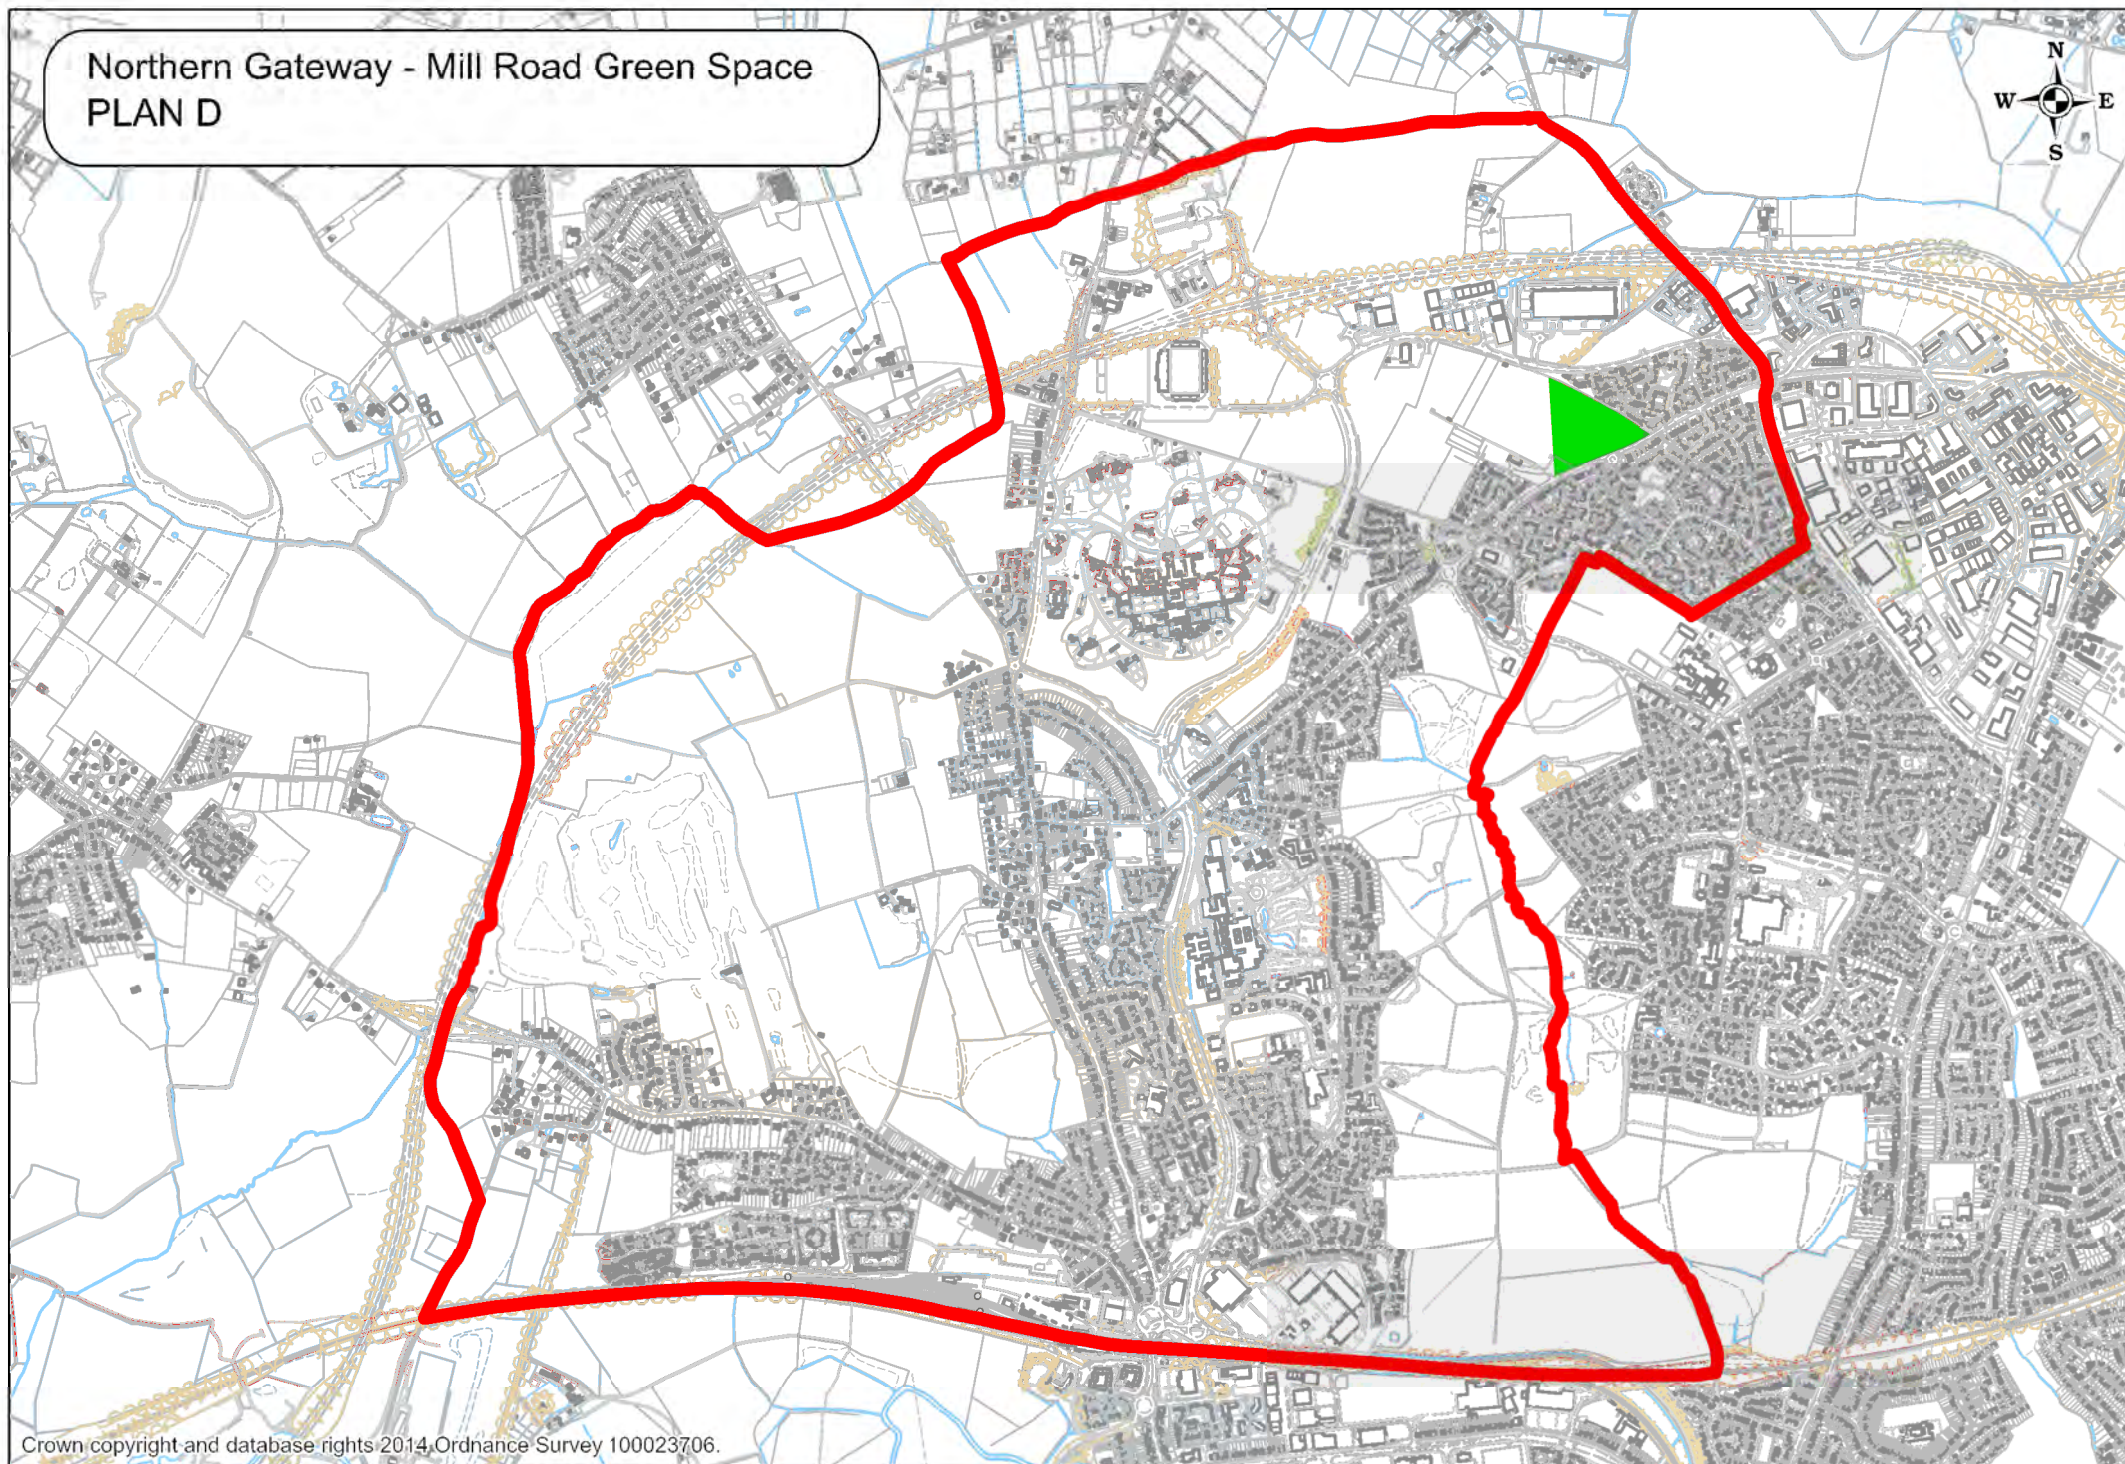 Northern Gateway - Mill Road Green Space
PLAN D
N
W E
S
Crown copyright and database rights 2014 Ordnance Survey 100023706.